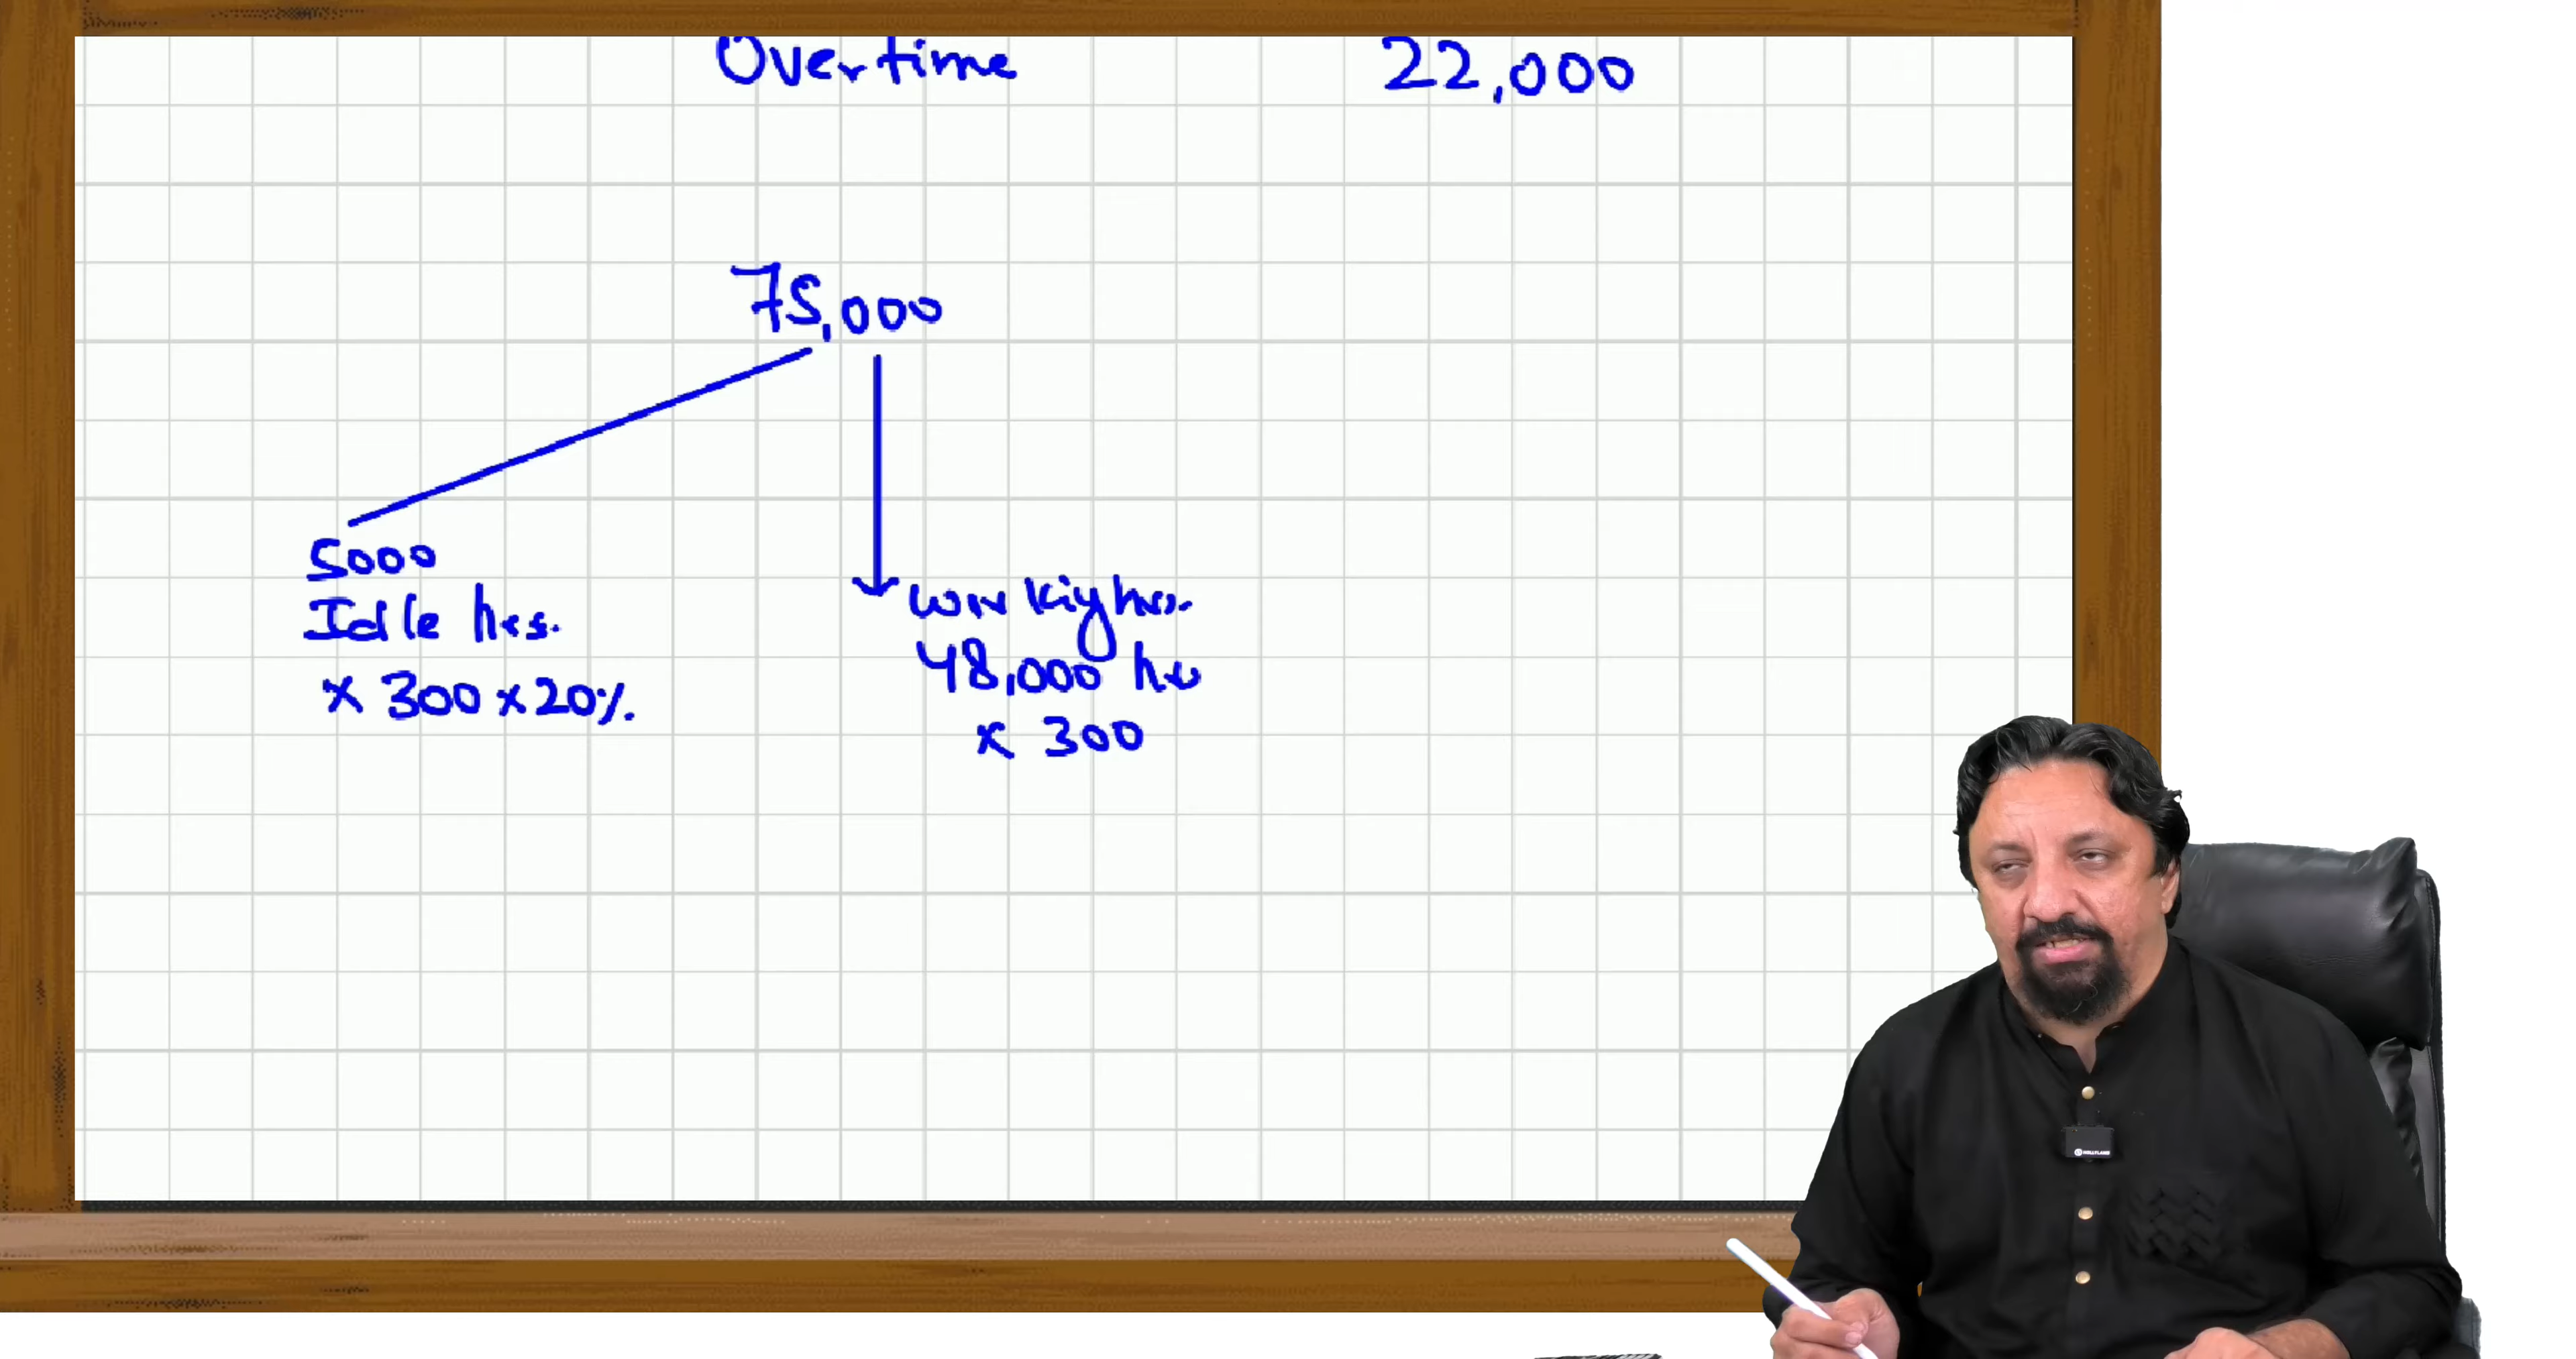 Overtime 22,000
75,000
5000
Idle hrs.
x 300 x 20%
Working hrs.
48,000 hrs
x 300